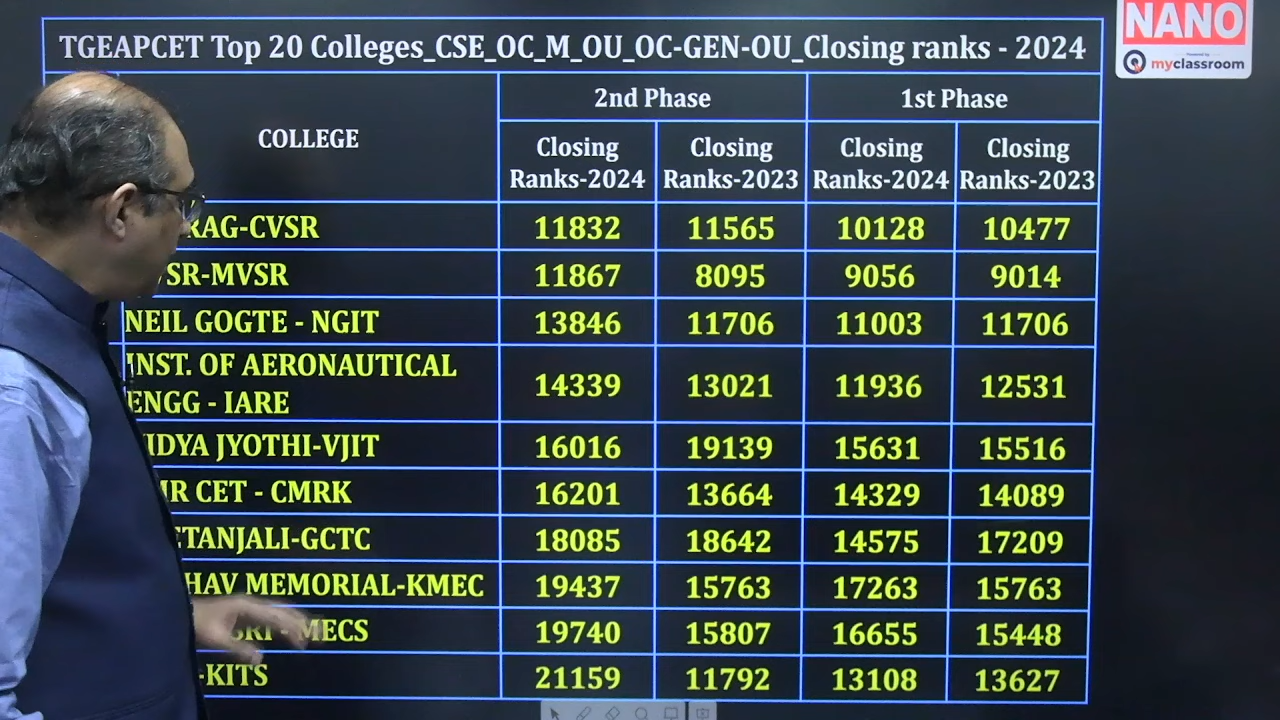 TGEAPCET Top 20 Colleges_CSE_OC_M_OU_OC-GEN-OU_Closing ranks - 2024
NANO
Powered by
myclassroom
COLLEGE
2nd Phase
1st Phase
Closing Ranks-2024
Closing Ranks-2023
Closing Ranks-2024
Closing Ranks-2023
RAG-CVSR 11832 11565 10128 10477
SR-MVSR 11867 8095 9056 9014
NEIL GOGTE - NGIT 13846 11706 11003 11706
INST. OF AERONAUTICAL
ENGG - IARE 14339 13021 11936 12531
IDYA JYOTHI-VJIT 16016 19139 15631 15516
R CET - CMRK 16201 13664 14329 14089
ETANJALI-GCTC 18085 18642 14575 17209
HAV MEMORIAL-KMEC 19437 15763 17263 15763
SRI - MECS 19740 15807 16655 15448
-KITS 21159 11792 13108 13627